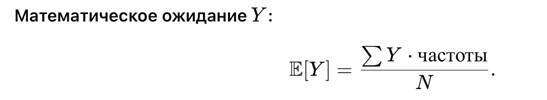 Математическое ожидание Y:
𝔼[Y] = ∑ Y · частоты / N.